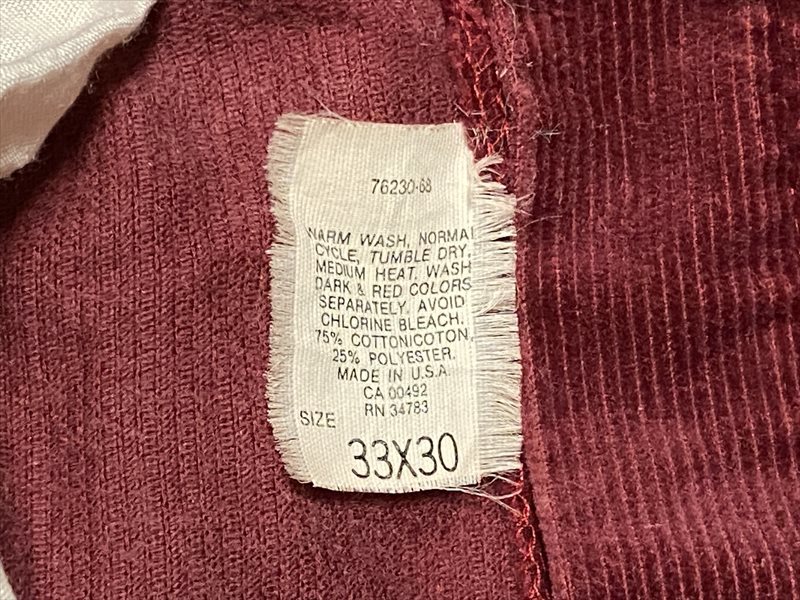 76230-68
WARM WASH, NORMAL
CYCLE, TUMBLE DRY,
MEDIUM HEAT. WASH
DARK & RED COLORS
SEPARATELY. AVOID
CHLORINE BLEACH.
75% COTTONICOTON,
25% POLYESTER.
MADE IN U.S.A.
CA 00492
RN 34783
SIZE
33X30